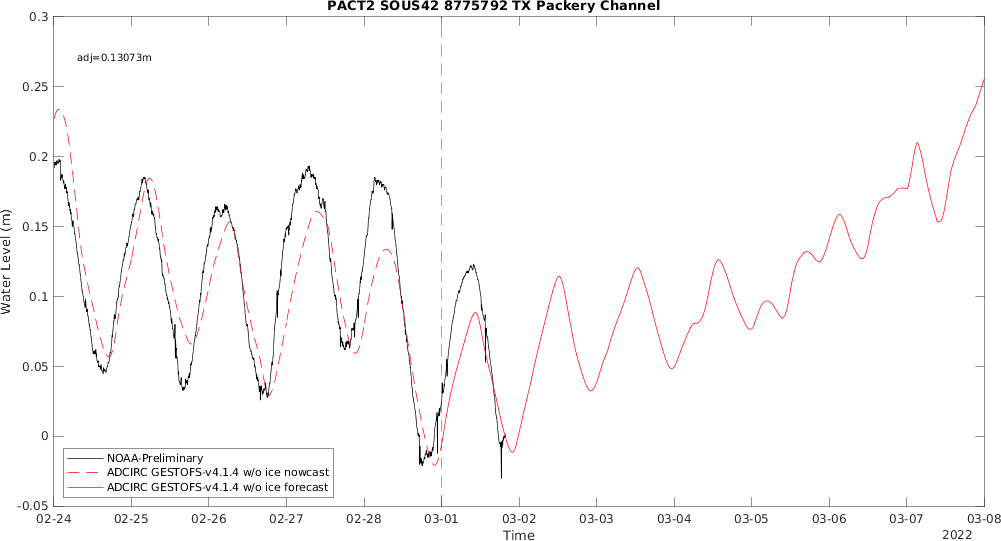 PACT2 SOUS42 8775792 TX Packery Channel
0.3
adj=0.13073m
0.25
0.2
0.15
0.1
0.05
0
-0.05
Water Level (m)
NOAA-Preliminary
ADCIRC GESTOFS-v4.1.4 w/o ice nowcast
ADCIRC GESTOFS-v4.1.4 w/o ice forecast
02-24 02-25 02-26 02-27 02-28 03-01 03-02 03-03 03-04 03-05 03-06 03-07 03-08
Time
2022